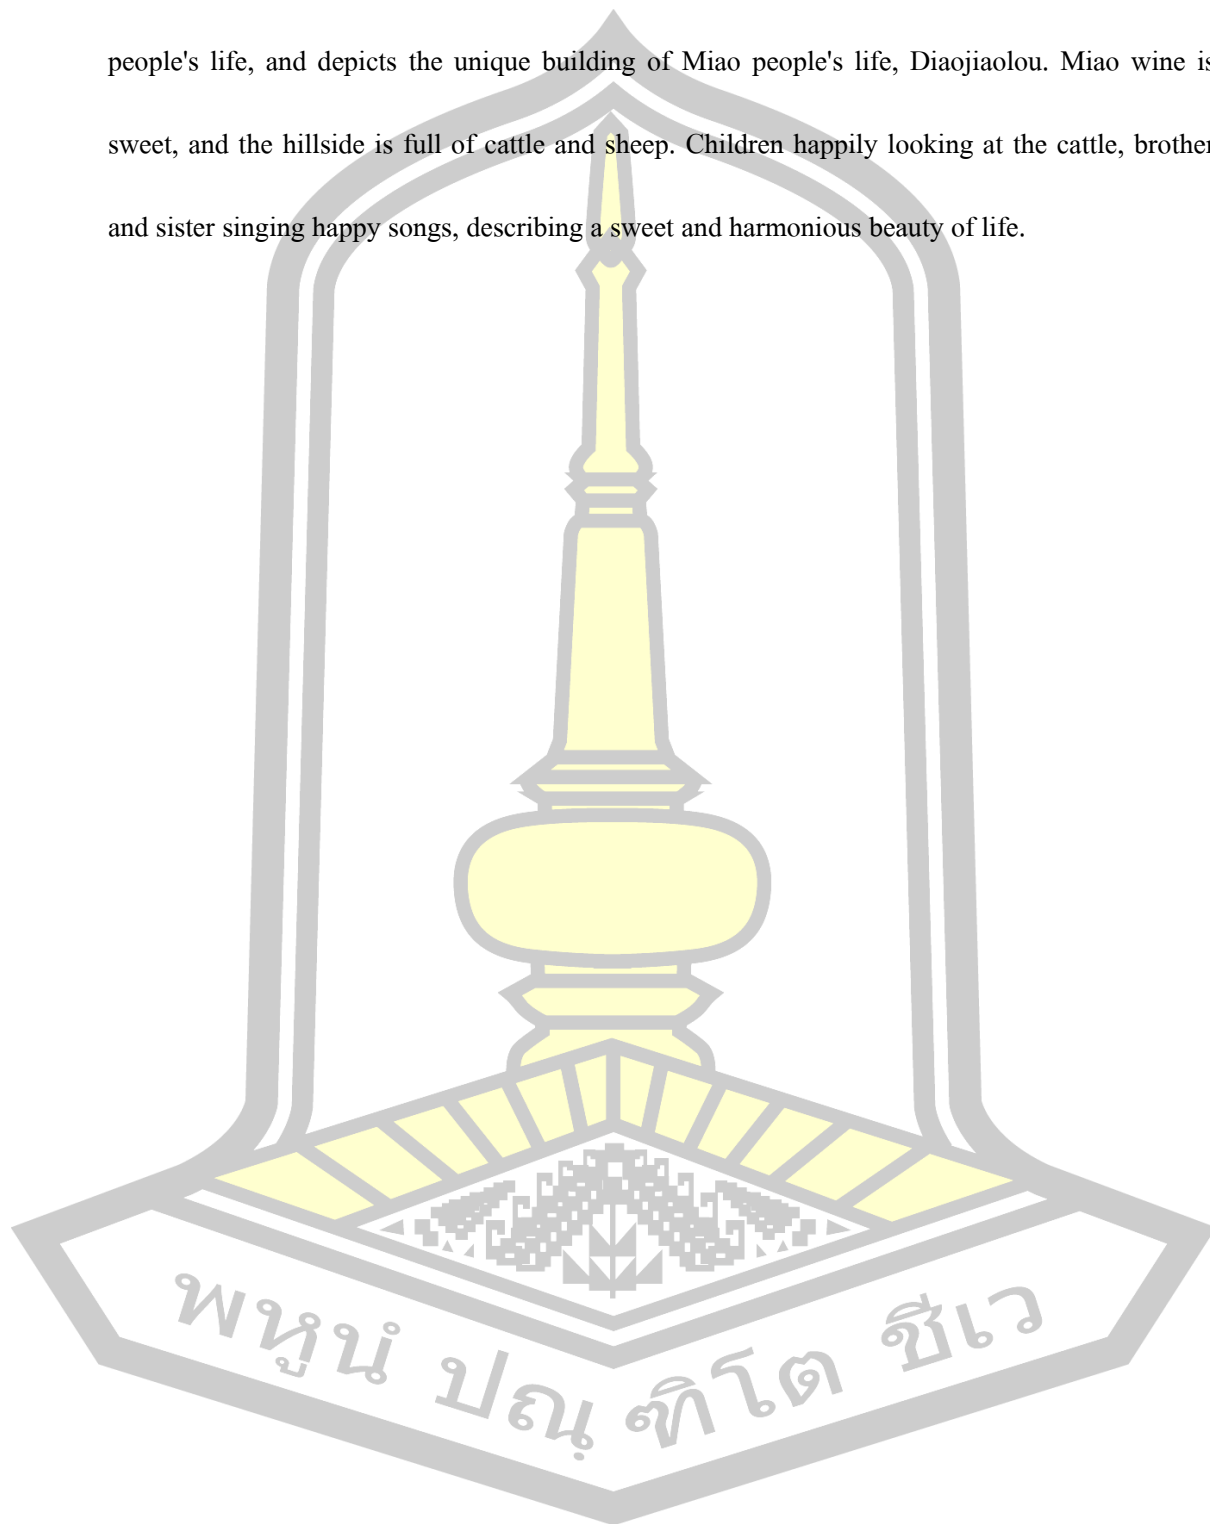 people's life, and depicts the unique building of Miao people's life, Diaojiaolou. Miao wine is
sweet, and the hillside is full of cattle and sheep. Children happily looking at the cattle, brother
and sister singing happy songs, describing a sweet and harmonious beauty of life.
พหูนํ ปณฺฑิโต ชีเว